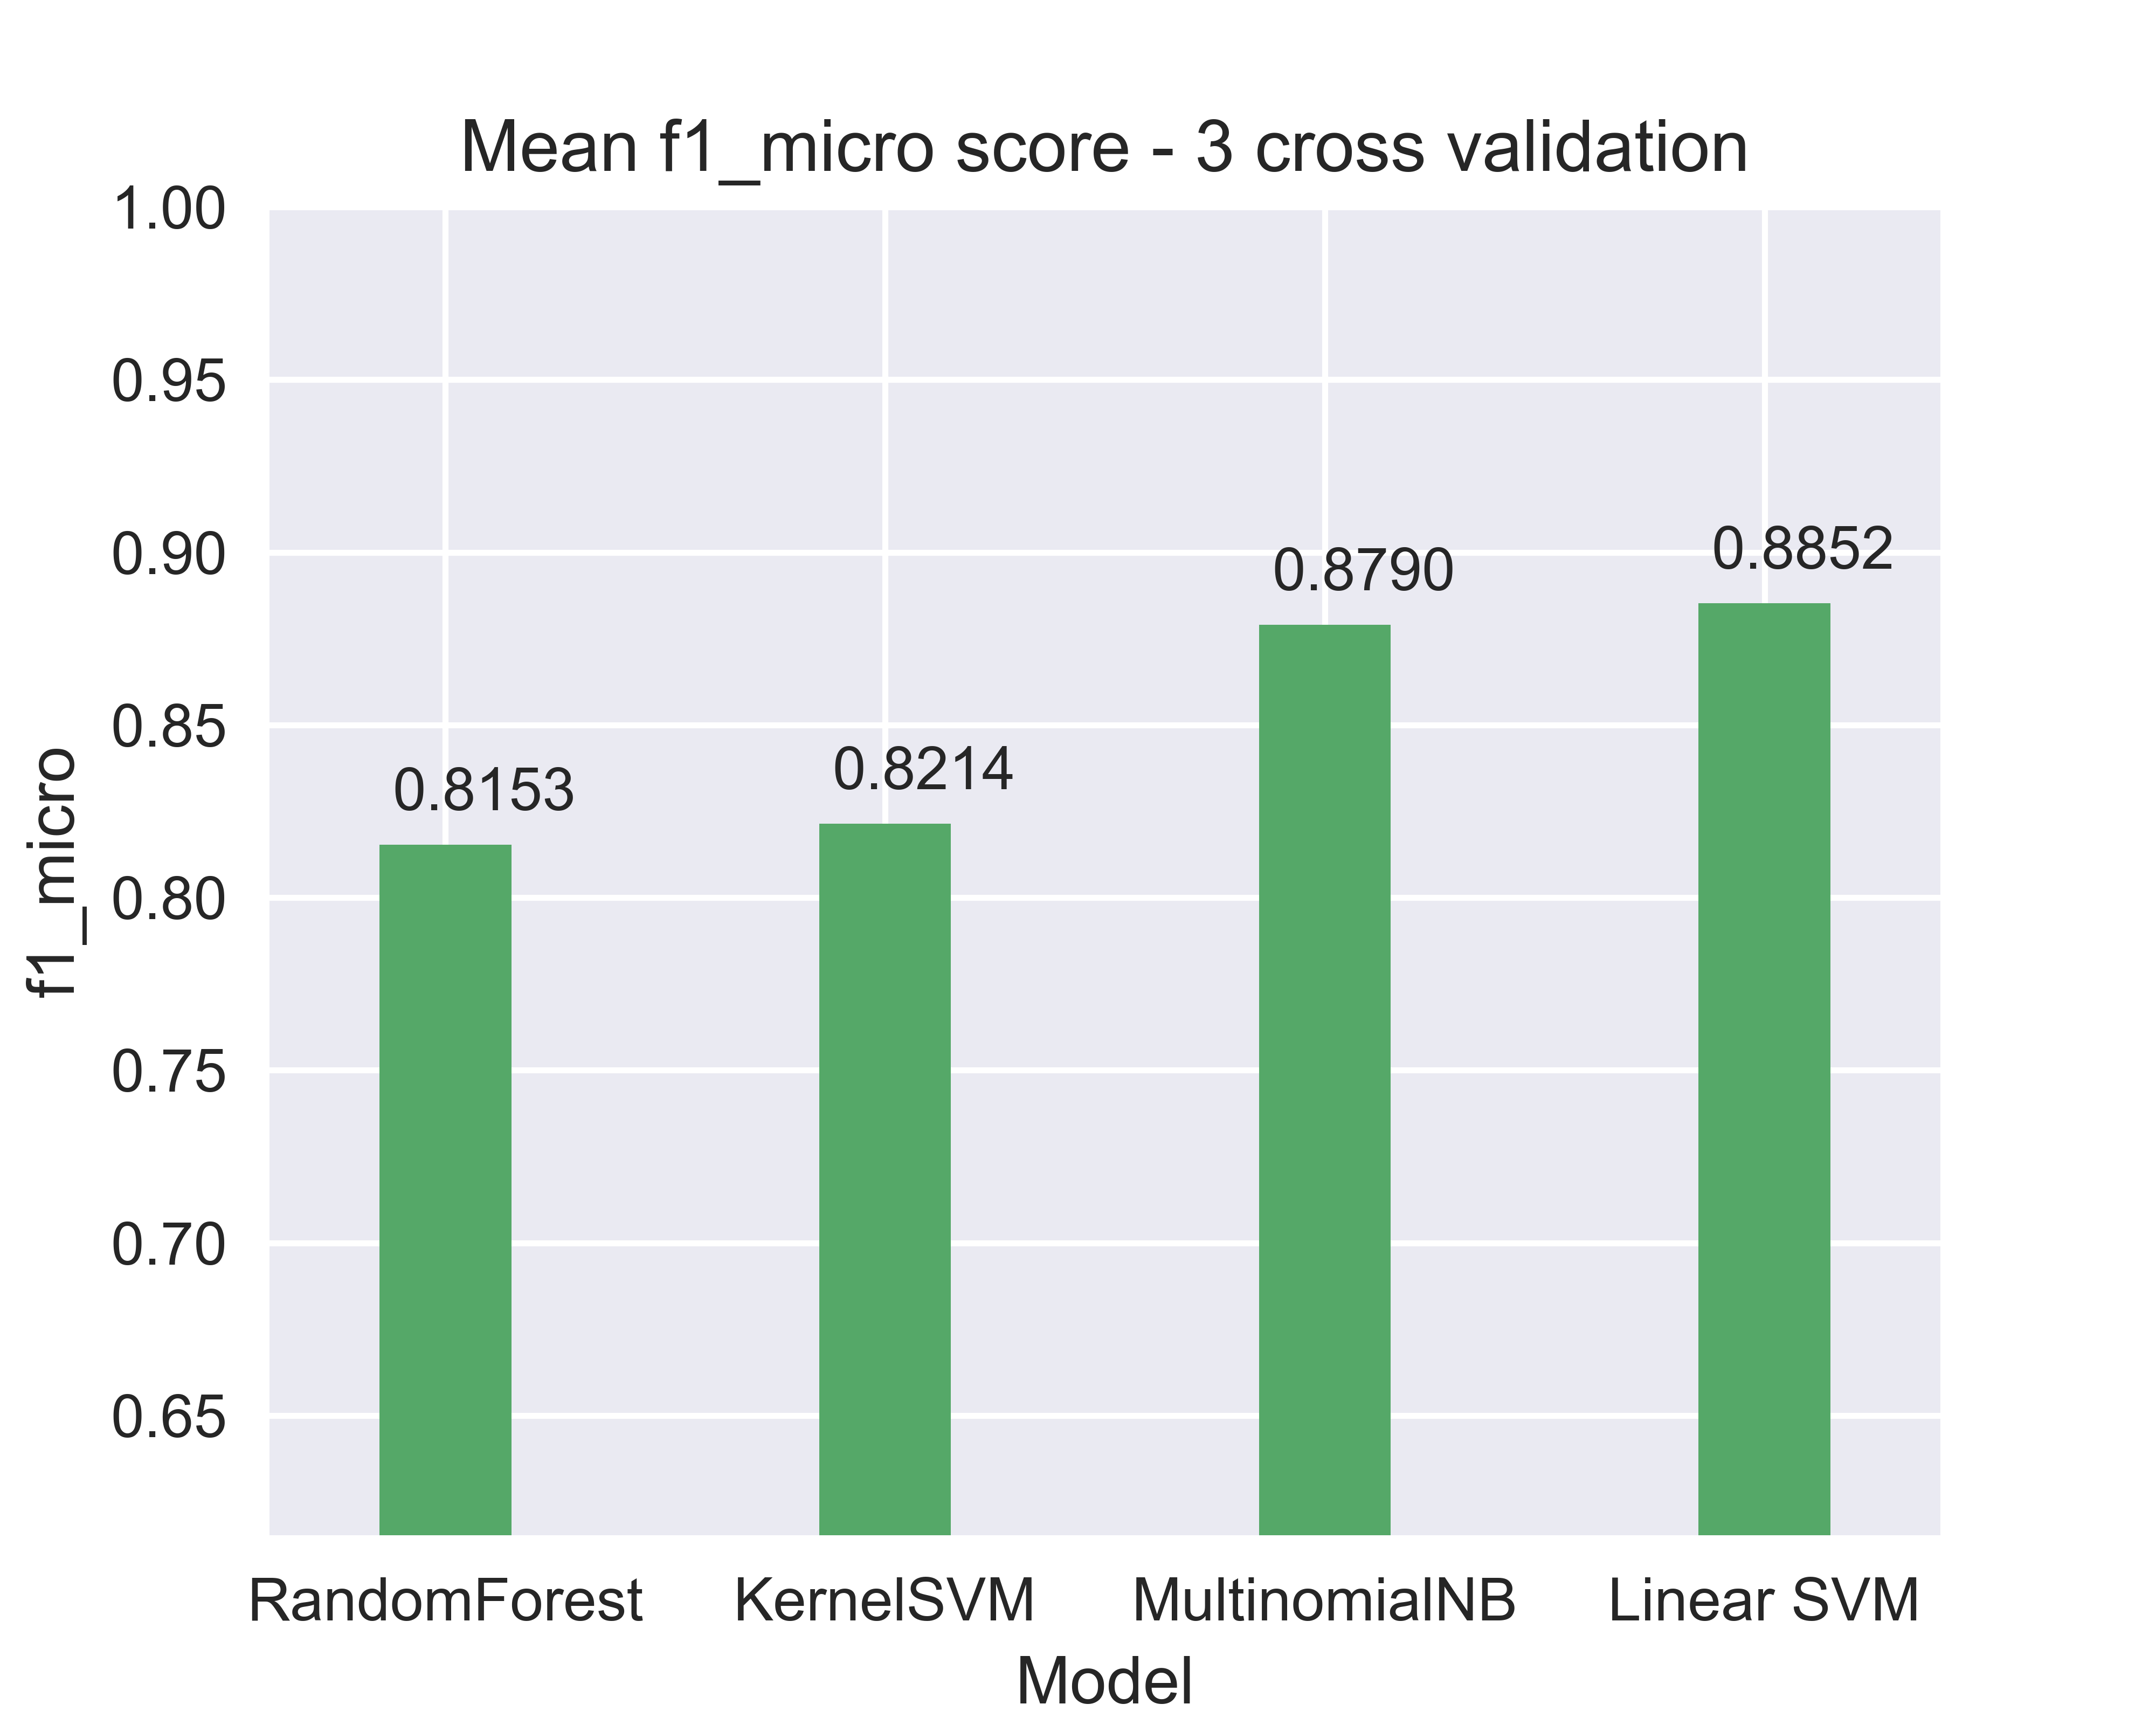 Mean f1_micro score - 3 cross validation
1.00
0.95
0.90
0.85
0.80
0.75
0.70
0.65
f1_micro
0.8153
0.8214
0.8790
0.8852
RandomForest
KernelSVM
MultinomialNB
Linear SVM
Model